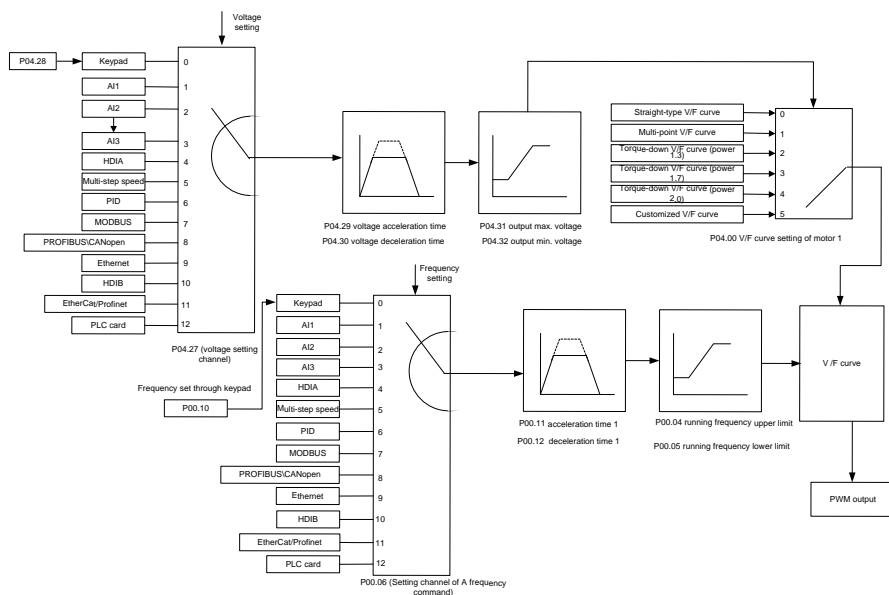 Voltage
setting
P04.28
Keypad
0
AI1
1
AI2
2
AI3
3
HDIA
4
Multi-step speed
5
PID
6
MODBUS
7
PROFIBUS\CANopen
8
Ethernet
9
HDIB
10
EtherCat/Profinet
11
PLC card
12
P04.27 (voltage setting
channel)
P04.29 voltage acceleration time
P04.30 voltage deceleration time
P04.31 output max. voltage
P04.32 output min. voltage
Straight-type V/F curve
0
Multi-point V/F curve
1
Torque-down V/F curve (power
1.3)
2
Torque-down V/F curve (power
1.7)
3
Torque-down V/F curve (power
2.0)
4
Customized V/F curve
5
P04.00 V/F curve setting of motor 1
Frequency
setting
Frequency set through keypad
P00.10
Keypad
0
AI1
1
AI2
2
AI3
3
HDIA
4
Multi-step speed
5
PID
6
MODBUS
7
PROFIBUS\CANopen
8
Ethernet
9
HDIB
10
EtherCat/Profinet
11
PLC card
12
P00.06 (Setting channel of A frequency
command)
P00.11 acceleration time 1
P00.12 deceleration time 1
P00.04 running frequency upper limit
P00.05 running frequency lower limit
V /F curve
PWM output